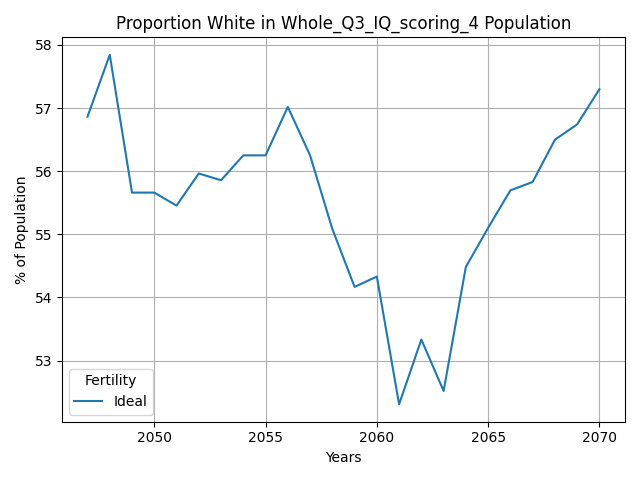 Proportion White in Whole_Q3_IQ_scoring_4 Population
% of Population
58
57
56
55
54
53
Fertility
Ideal
2050 2055 2060 2065 2070
Years